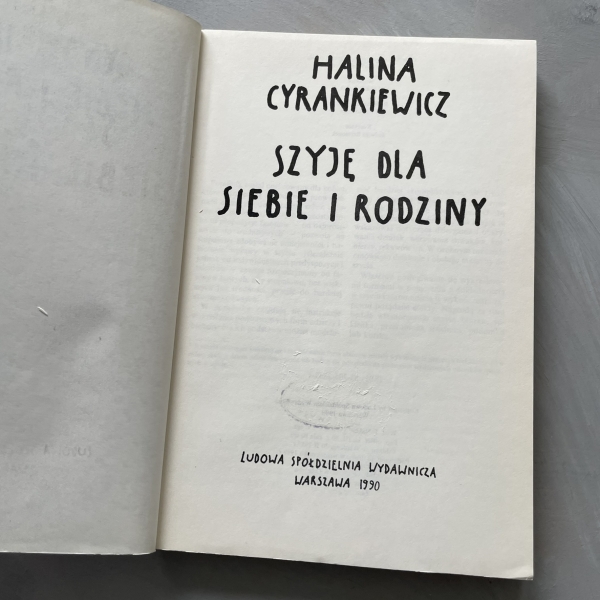 HALINA
CYRANKIEWICZ
SZYJĘ DLA
SIEBIE I RODZINY
LUDOWA SPÓŁDZIELNIA WYDAWNICZA
WARSZAWA 1990